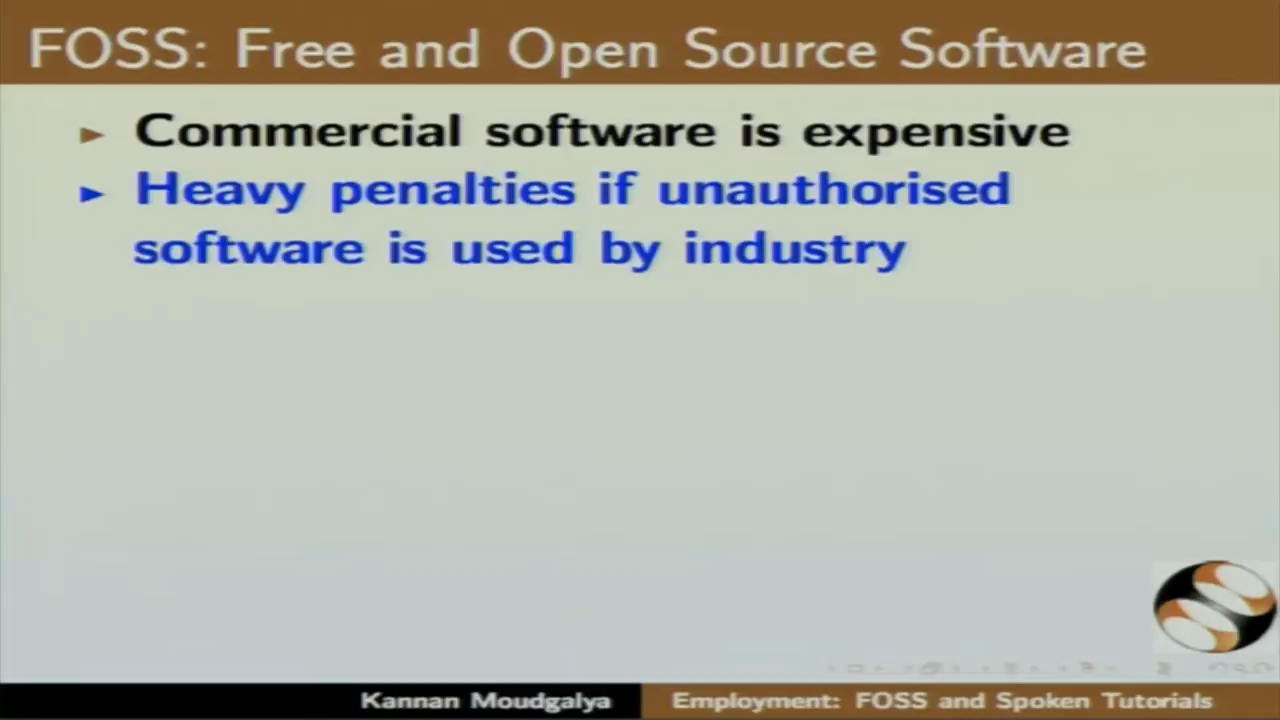 FOSS: Free and Open Source Software
Commercial software is expensive
Heavy penalties if unauthorised
software is used by industry
Kannan Moudgalya
Employment: FOSS and Spoken Tutorials